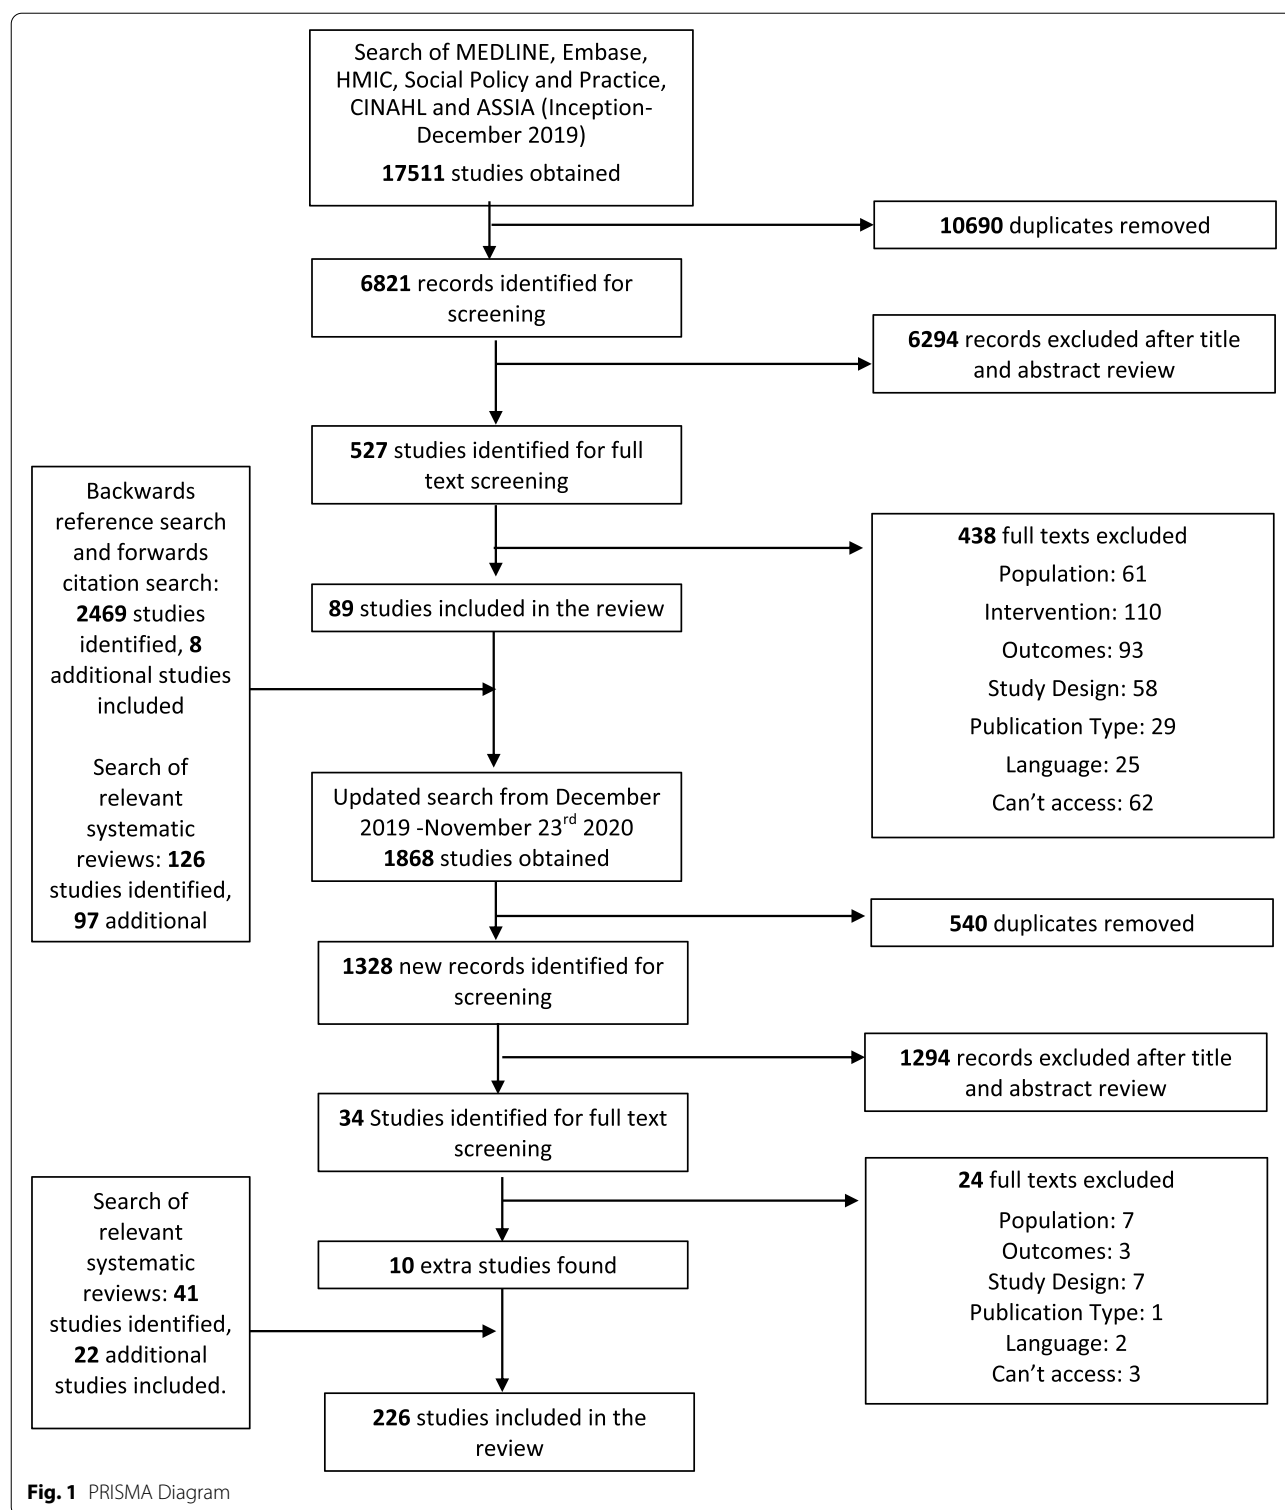 Search of MEDLINE, Embase,
HMIC, Social Policy and Practice,
CINAHL and ASSIA (Inception-
December 2019)
17511 studies obtained
10690 duplicates removed
6821 records identified for
screening
6294 records excluded after title
and abstract review
527 studies identified for full
text screening
Backwards
reference search
and forwards
citation search:
2469 studies
identified, 8
additional studies
included
Search of
relevant
systematic
reviews: 126
studies identified,
97 additional
438 full texts excluded
Population: 61
Intervention: 110
Outcomes: 93
Study Design: 58
Publication Type: 29
Language: 25
Can't access: 62
89 studies included in the review
Updated search from December
2019 -November 23rd 2020
1868 studies obtained
540 duplicates removed
1328 new records identified for
screening
1294 records excluded after title
and abstract review
34 Studies identified for full text
screening
24 full texts excluded
Population: 7
Outcomes: 3
Study Design: 7
Publication Type: 1
Language: 2
Can't access: 3
Search of
relevant
systematic
reviews: 41
studies identified,
22 additional
studies included.
10 extra studies found
226 studies included in the
review
Fig. 1 PRISMA Diagram